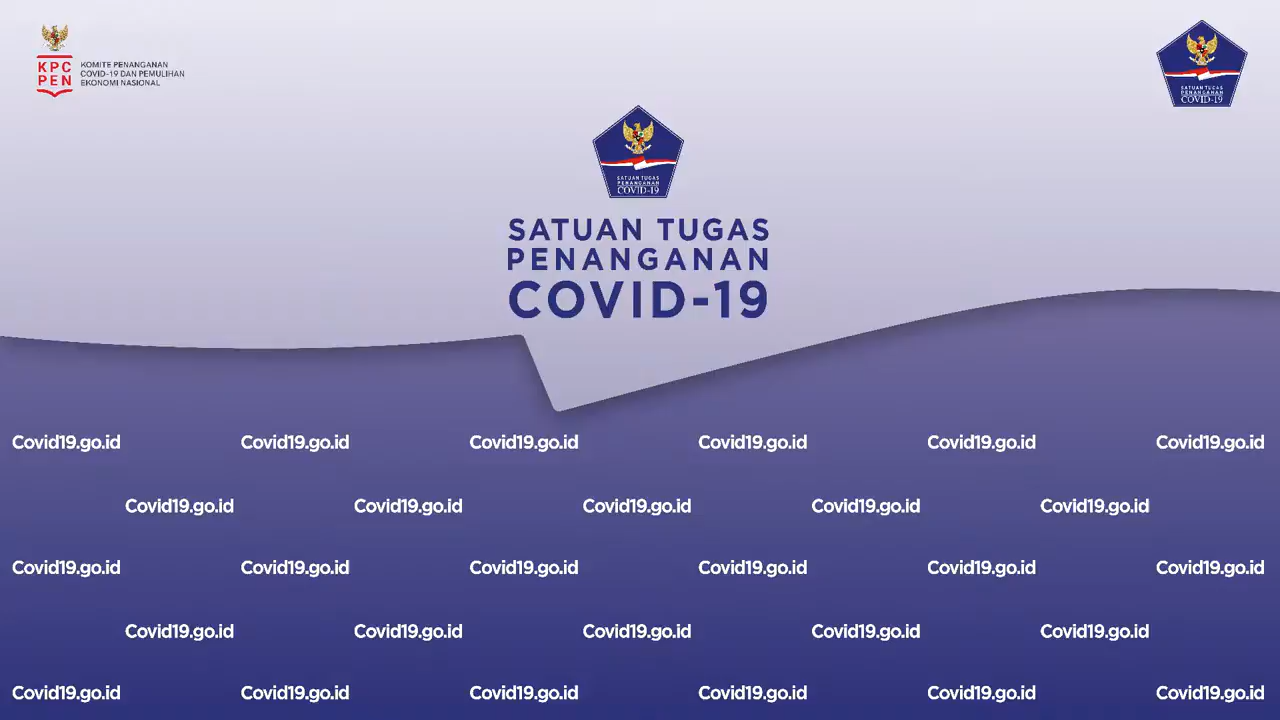 KPC
PEN
KOMITE PENANGANAN
COVID-19 DAN PEMULIHAN
EKONOMI NASIONAL
SATUAN TUGAS
PENANGANAN
COVID-19
SATUAN TUGAS
PENANGANAN
COVID-19
SATUAN TUGAS
PENANGANAN
COVID-19
Covid19.go.id Covid19.go.id Covid19.go.id Covid19.go.id Covid19.go.id Covid19.go.id
Covid19.go.id Covid19.go.id Covid19.go.id Covid19.go.id Covid19.go.id
Covid19.go.id Covid19.go.id Covid19.go.id Covid19.go.id Covid19.go.id Covid19.go.id
Covid19.go.id Covid19.go.id Covid19.go.id Covid19.go.id Covid19.go.id
Covid19.go.id Covid19.go.id Covid19.go.id Covid19.go.id Covid19.go.id Covid19.go.id